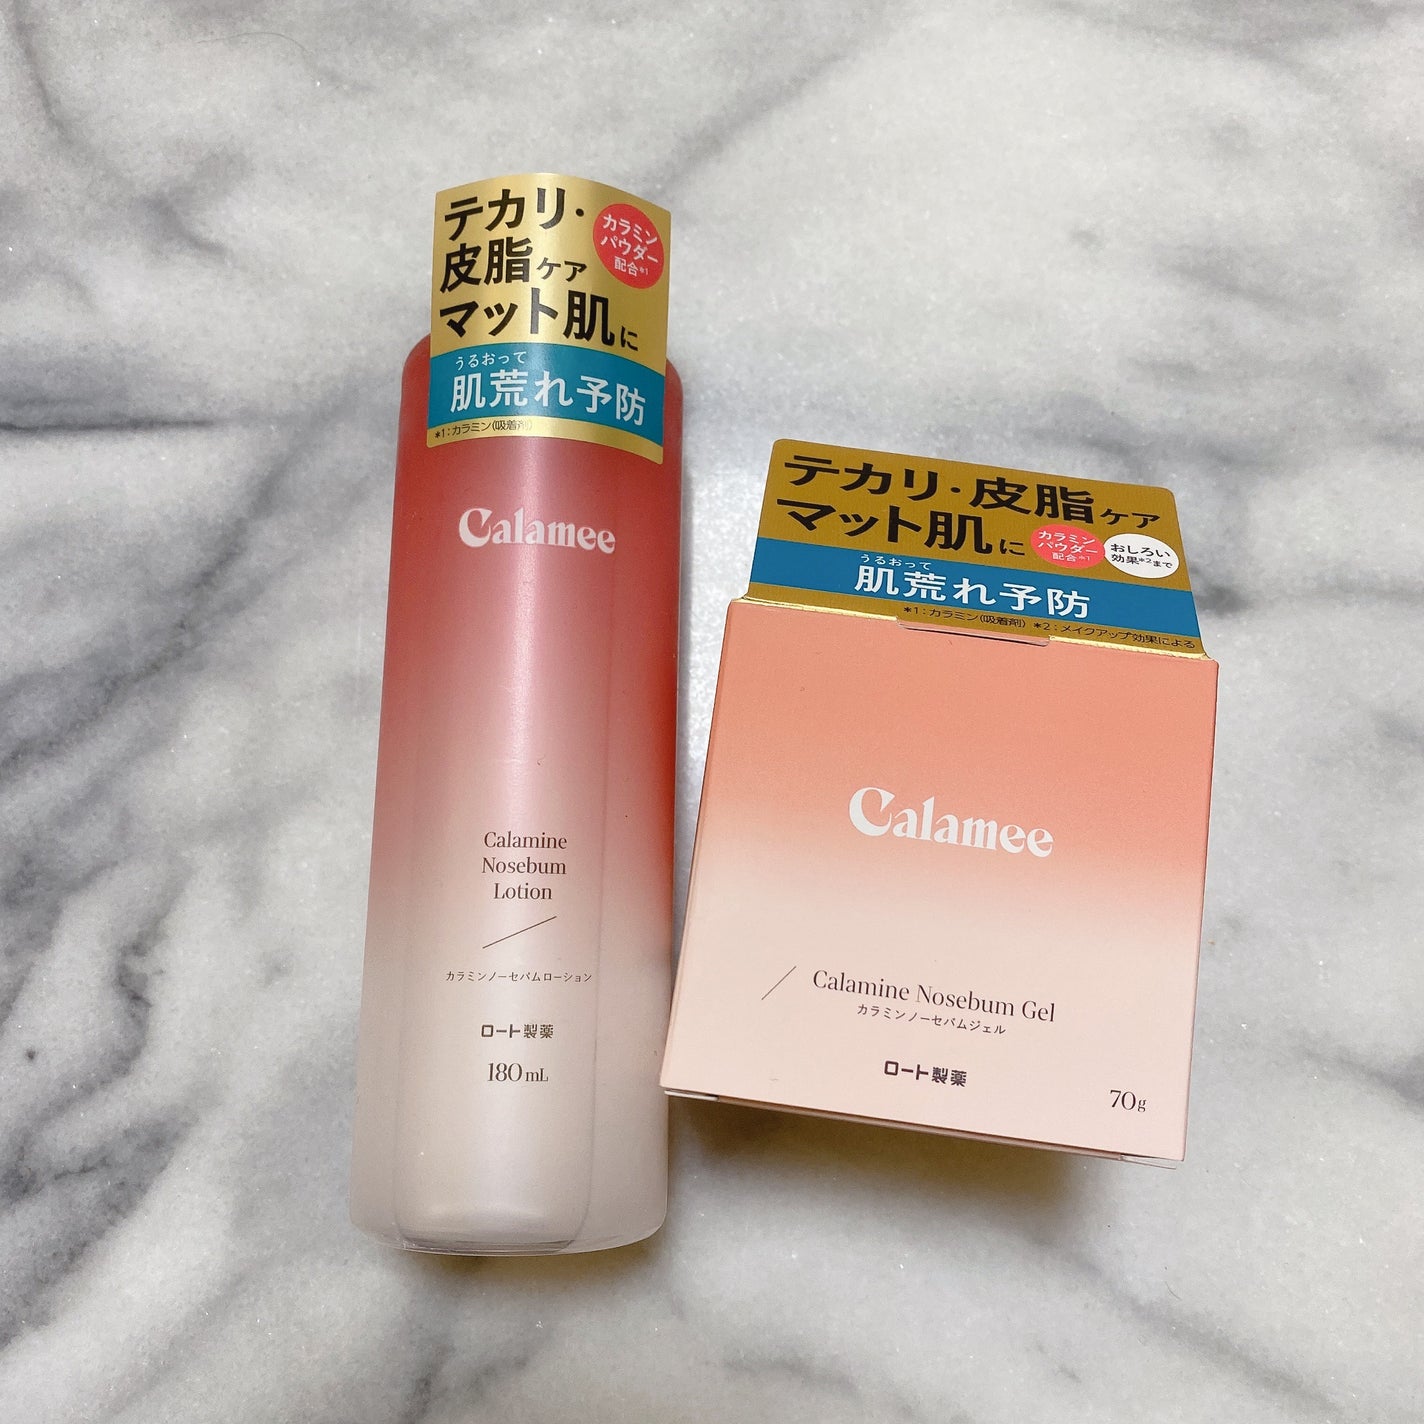 テカリ・
皮脂ケア
マット肌に
カラミン
パウダー
配合*1
うるおって
肌荒れ予防
*1:カラミン(吸着剤)
Calamee
Calamine
Nosebum
Lotion
カラミンノーセバムローション
ロート製薬
180mL
テカリ・皮脂ケア
マット肌に
カラミン
パウダー
配合*1
おしろい
効果*2まで
うるおって
肌荒れ予防
*1:カラミン(吸着剤) *2:メイクアップ効果による
Calamee
Calamine Nosebum Gel
カラミンノーセバムジェル
ロート製薬
70g